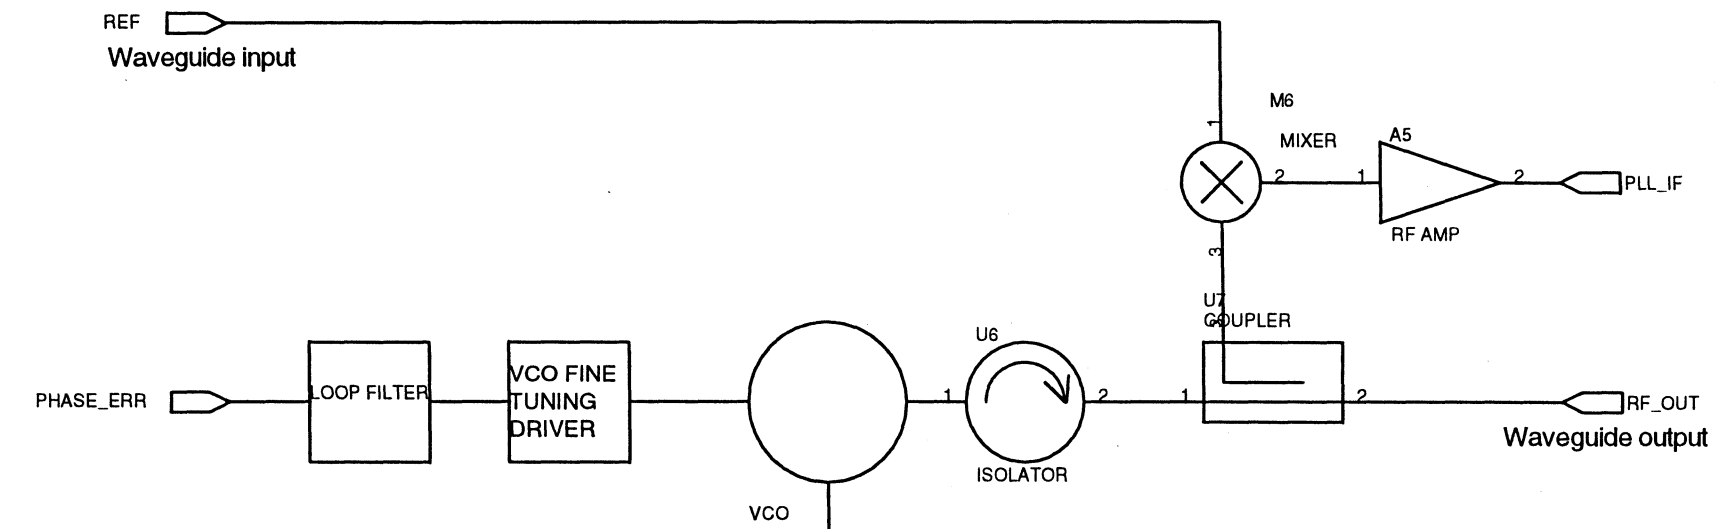 REF
Waveguide input
M6
1
MIXER
A5
2
1
2
PLL_IF
RF AMP
3
U7
COUPLER
3
U6
PHASE_ERR
LOOP FILTER
VCO FINE
TUNING
DRIVER
1
2
1
2
RF_OUT
Waveguide output
ISOLATOR
VCO